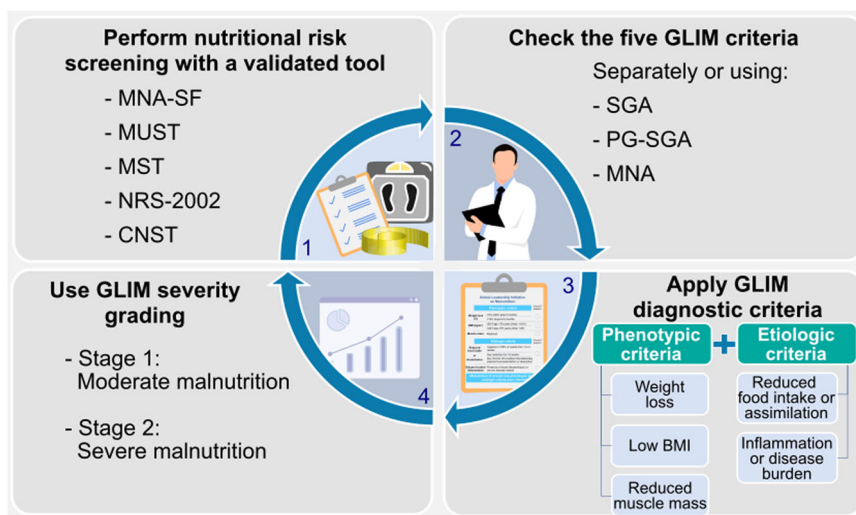 Perform nutritional risk
screening with a validated tool
- MNA-SF
- MUST
- MST
- NRS-2002
- CNST
1
Check the five GLIM criteria
Separately or using:
- SGA
- PG-SGA
- MNA
2
3
Apply GLIM
diagnostic criteria
Phenotypic
criteria
+
Etiologic
criteria
Weight
loss
Low BMI
Reduced
muscle mass
Reduced
food intake or
assimilation
Inflammation
or disease
burden
Use GLIM severity
grading
- Stage 1:
Moderate malnutrition
- Stage 2:
Severe malnutrition
4